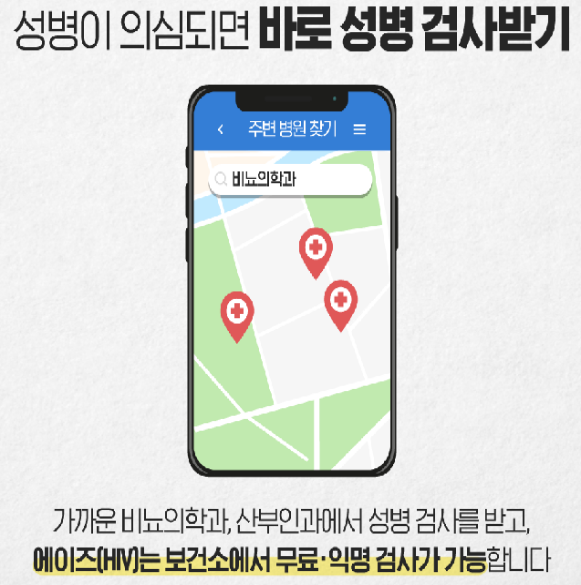 성병이 의심되면 바로 성병 검사받기
주변 병원 찾기
비뇨의학과
가까운 비뇨의학과, 산부인과에서 성병 검사를 받고,
에이즈(HIV)는 보건소에서 무료·익명 검사가 가능합니다